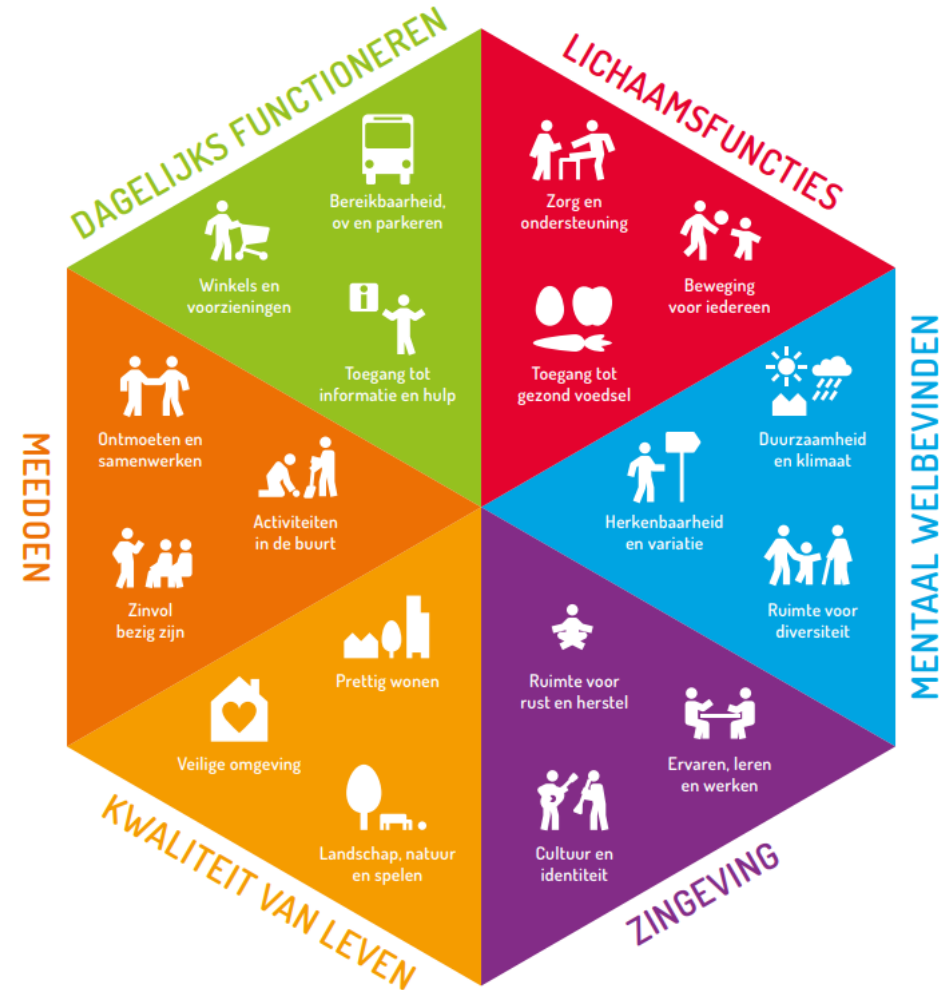 DAGELIJKS FUNCTIONEREN
Bereikbaarheid,
ov en parkeren
Winkels en
voorzieningen
i
Toegang tot
informatie en hulp
LICHAAMSFUNCTIES
Zorg en
ondersteuning
Beweging
voor iedereen
Toegang tot
gezond voedsel
MENTAAL WELBEVINDEN
Duurzaamheid
en klimaat
Herkenbaarheid
en variatie
Ruimte voor
diversiteit
ZINGEVING
Ruimte voor
rust en herstel
Ervaren, leren
en werken
Cultuur en
identiteit
KWALITEIT VAN LEVEN
Prettig wonen
Veilige omgeving
Landschap, natuur
en spelen
MEEDOEN
Ontmoeten en
samenwerken
Activiteiten
in de buurt
Zinvol
bezig zijn